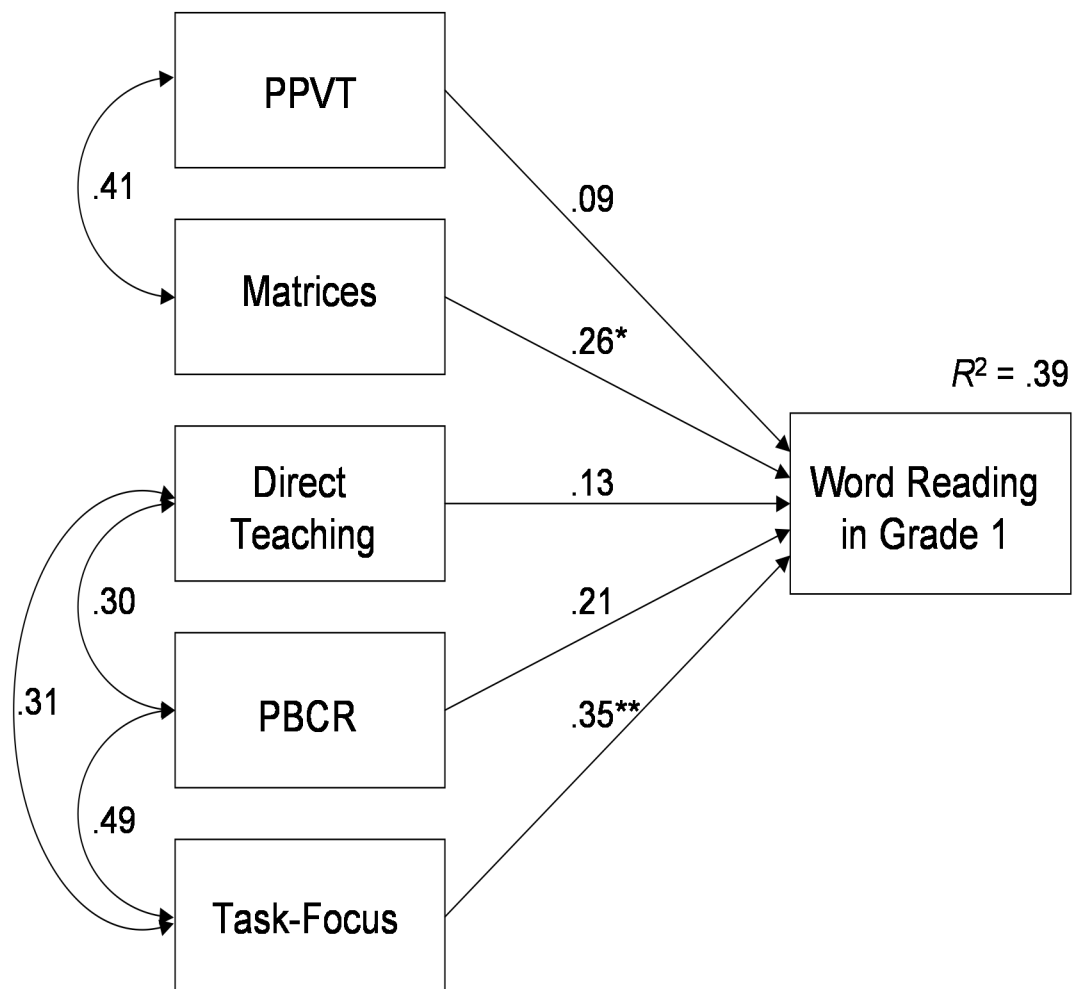 PPVT
.41
.09
Matrices
.26*
R² = .39
Direct
Teaching
.13
Word Reading
in Grade 1
.30
.21
.31
PBCR
.35**
.49
Task-Focus